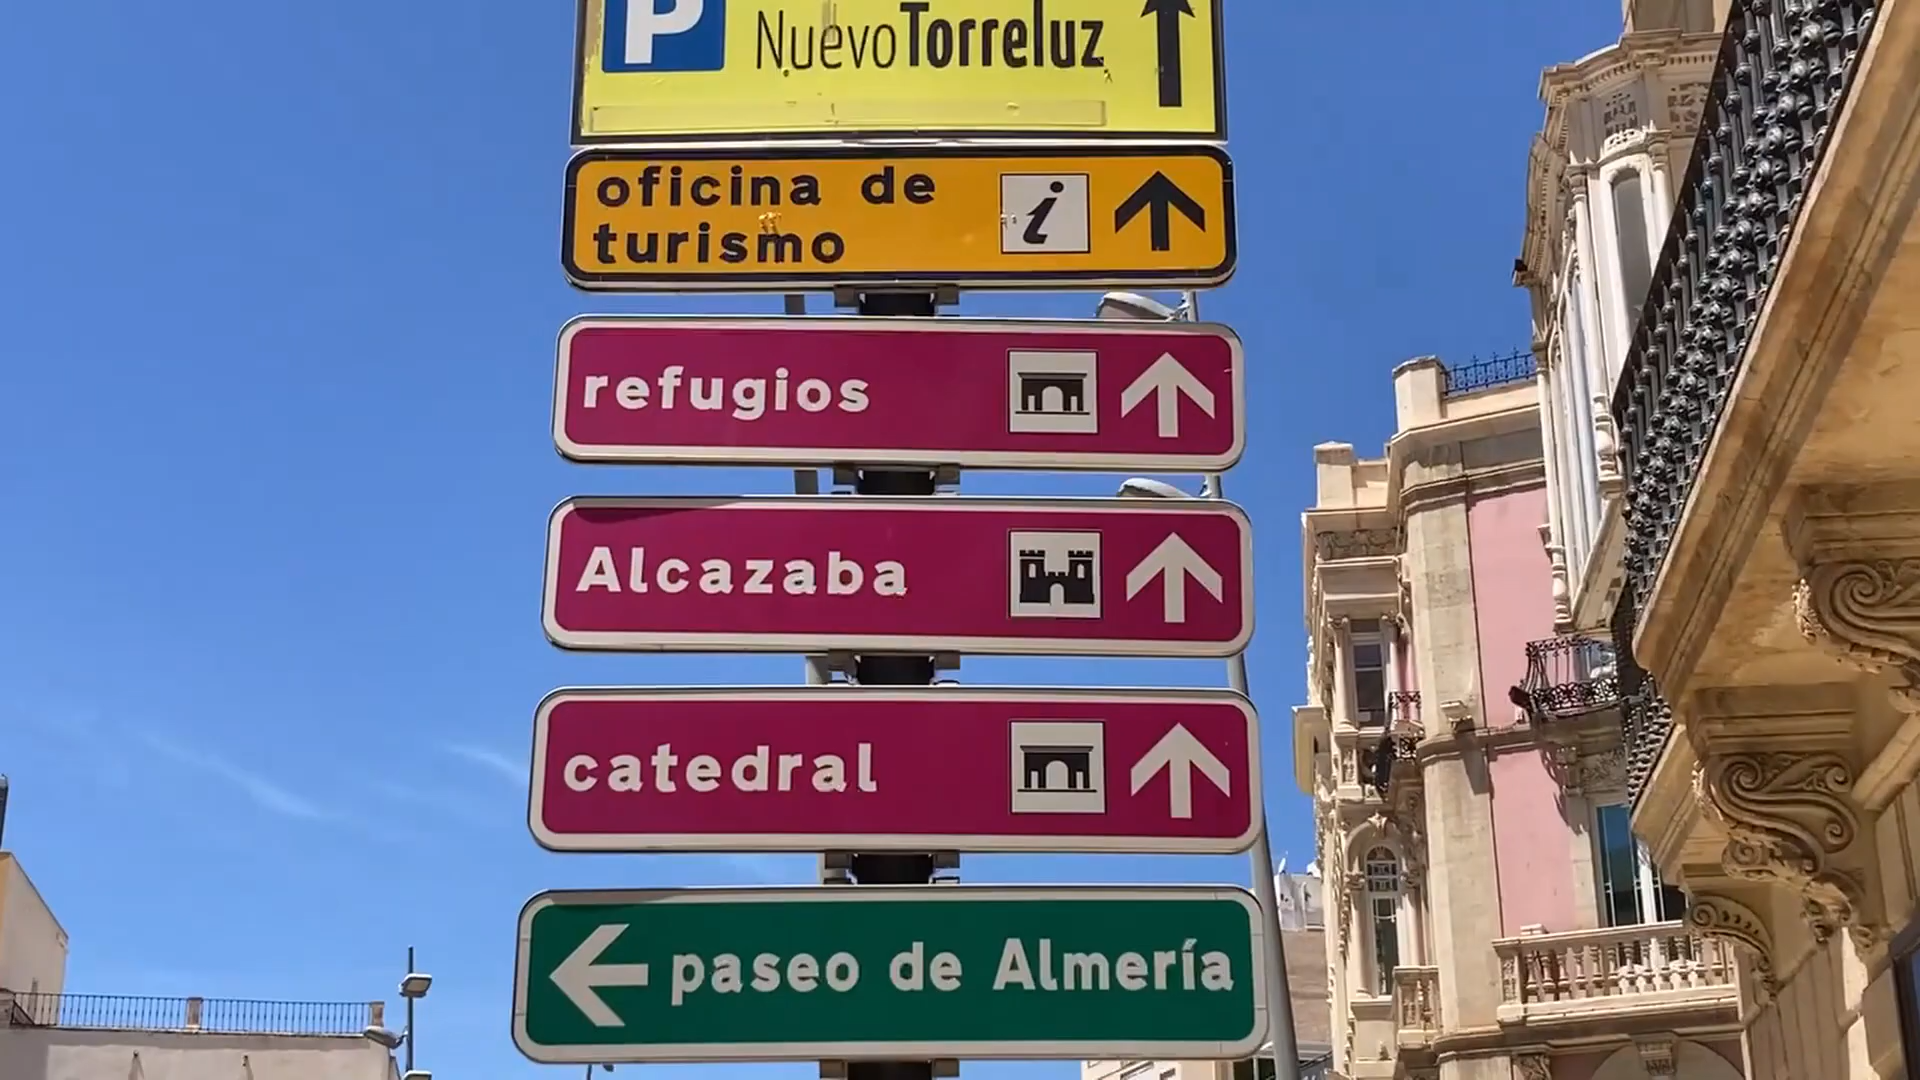 P NuevoTorreluz
oficina de
turismo
i
refugios
Alcazaba
catedral
paseo de Almería